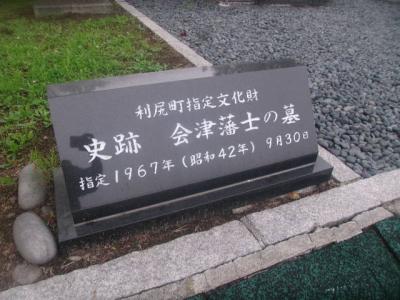 利尻町指定文化財
史跡　会津藩士の墓
指定1967年(昭和42年)9月30日